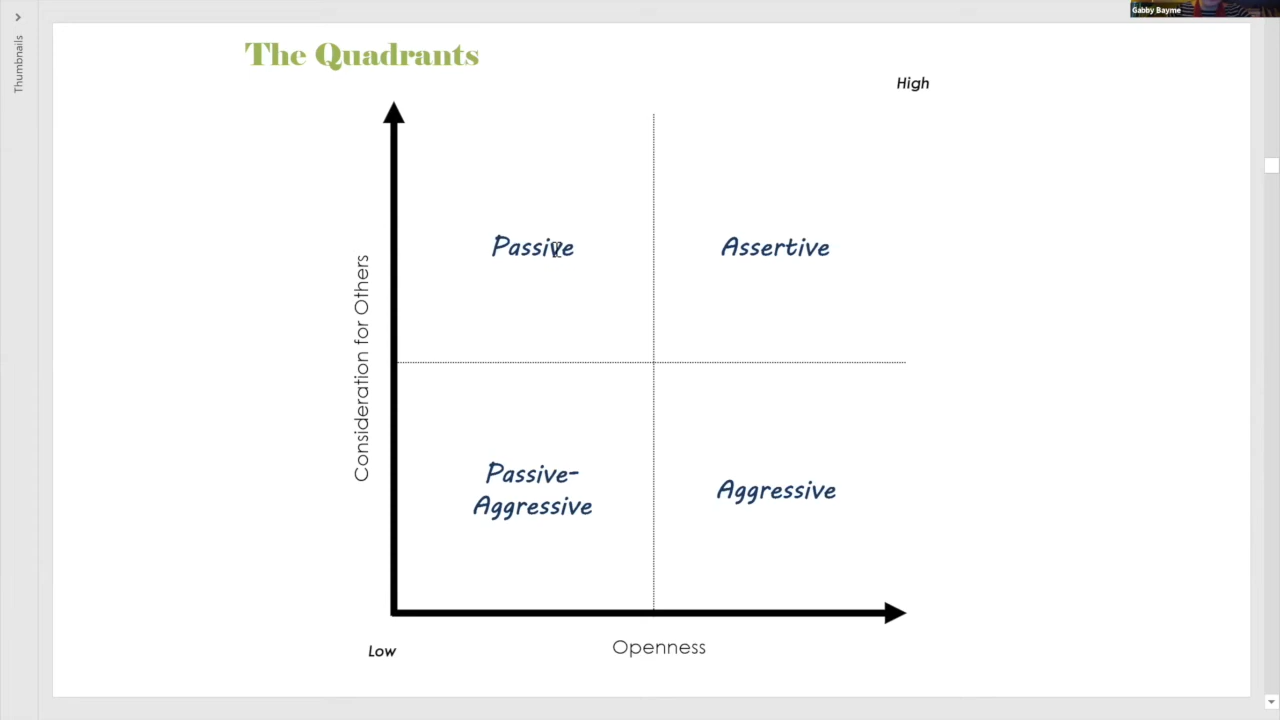 Gabby Bayme
Thumbnails
The Quadrants
High
Passive
Assertive
Consideration for Others
Passive-
Aggressive
Aggressive
Low
Openness